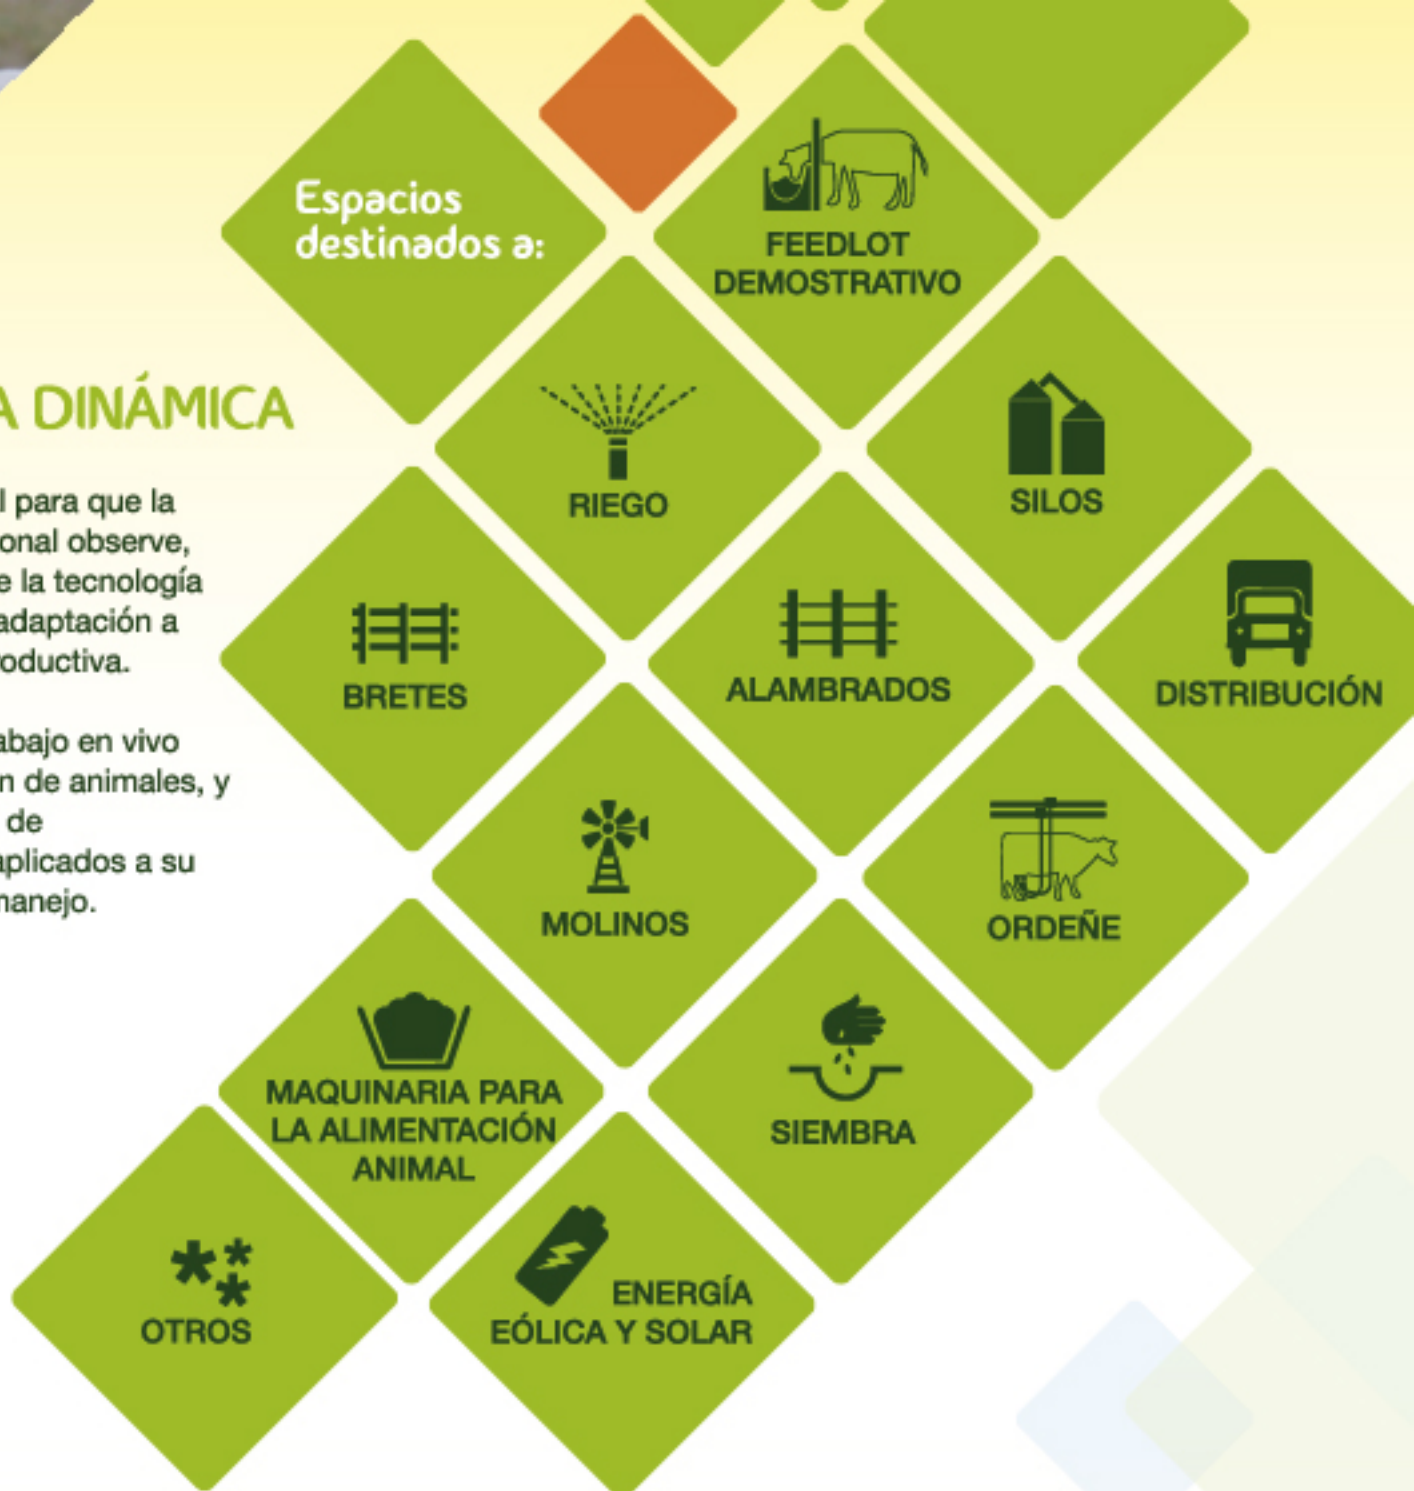 Espacios
destinados a:
FEEDLOT
DEMOSTRATIVO
A DINÁMICA
l para que la
onal observe,
e la tecnología
adaptación a
oductiva.
abajo en vivo
n de animales, y
de
aplicados a su
manejo.
RIEGO
SILOS
BRETES
ALAMBRADOS
DISTRIBUCIÓN
MOLINOS
ORDEÑE
MAQUINARIA PARA
LA ALIMENTACIÓN
ANIMAL
SIEMBRA
OTROS
ENERGÍA
EÓLICA Y SOLAR